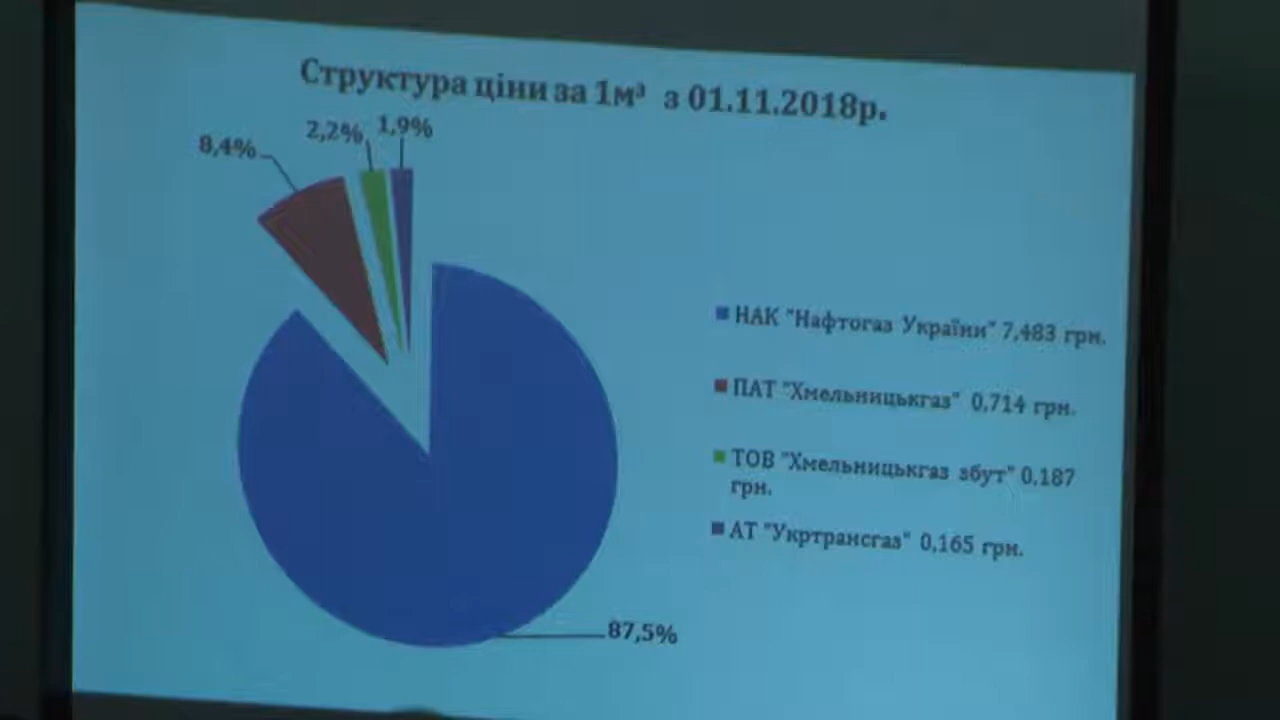 Структура ціни за 1м³ з 01.11.2018р.
8,4%
2,2%
1,9%
87,5%
НАК "Нафтогаз України" 7,483 грн.
ПАТ "Хмельницькгаз" 0,714 грн.
ТОВ "Хмельницькгаз збут" 0,187
грн.
АТ "Укртрансгаз" 0,165 грн.